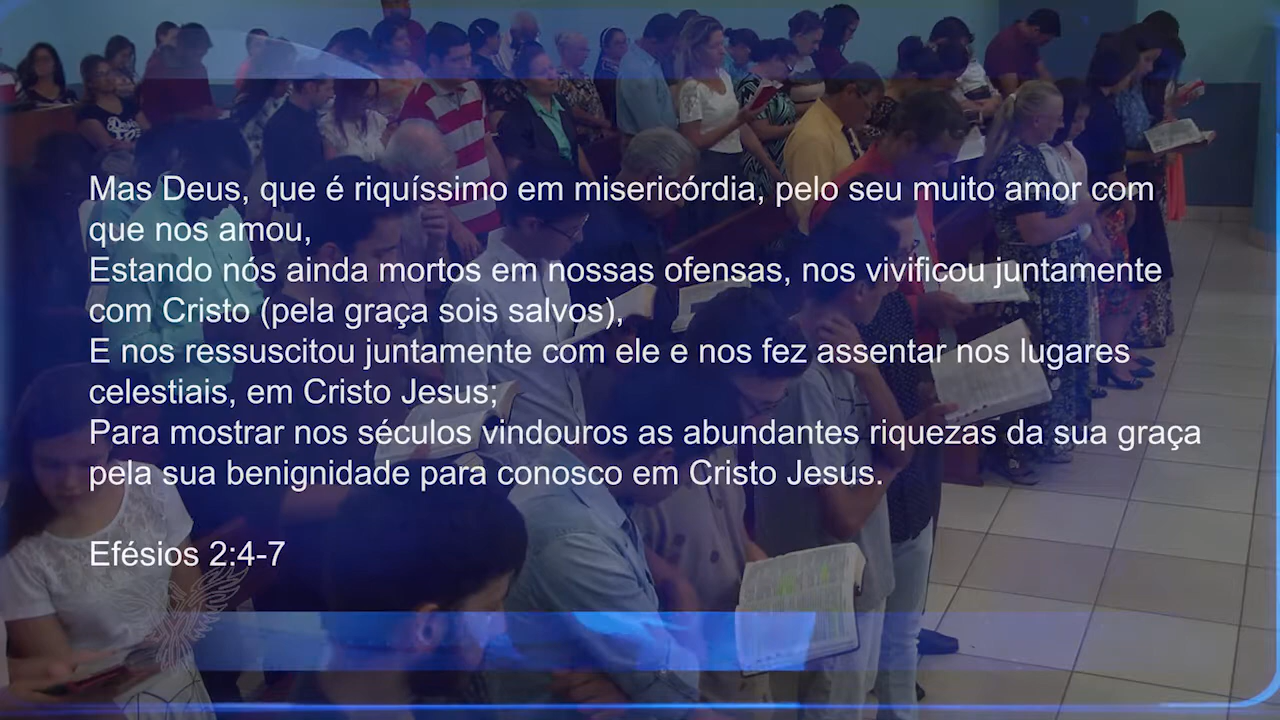 Mas Deus, que é riquíssimo em misericórdia, pelo seu muito amor com
que nos amou,
Estando nós ainda mortos em nossas ofensas, nos vivificou juntamente
com Cristo (pela graça sois salvos),
E nos ressuscitou juntamente com ele e nos fez assentar nos lugares
celestiais, em Cristo Jesus;
Para mostrar nos séculos vindouros as abundantes riquezas da sua graça
pela sua benignidade para conosco em Cristo Jesus.
Efésios 2:4-7